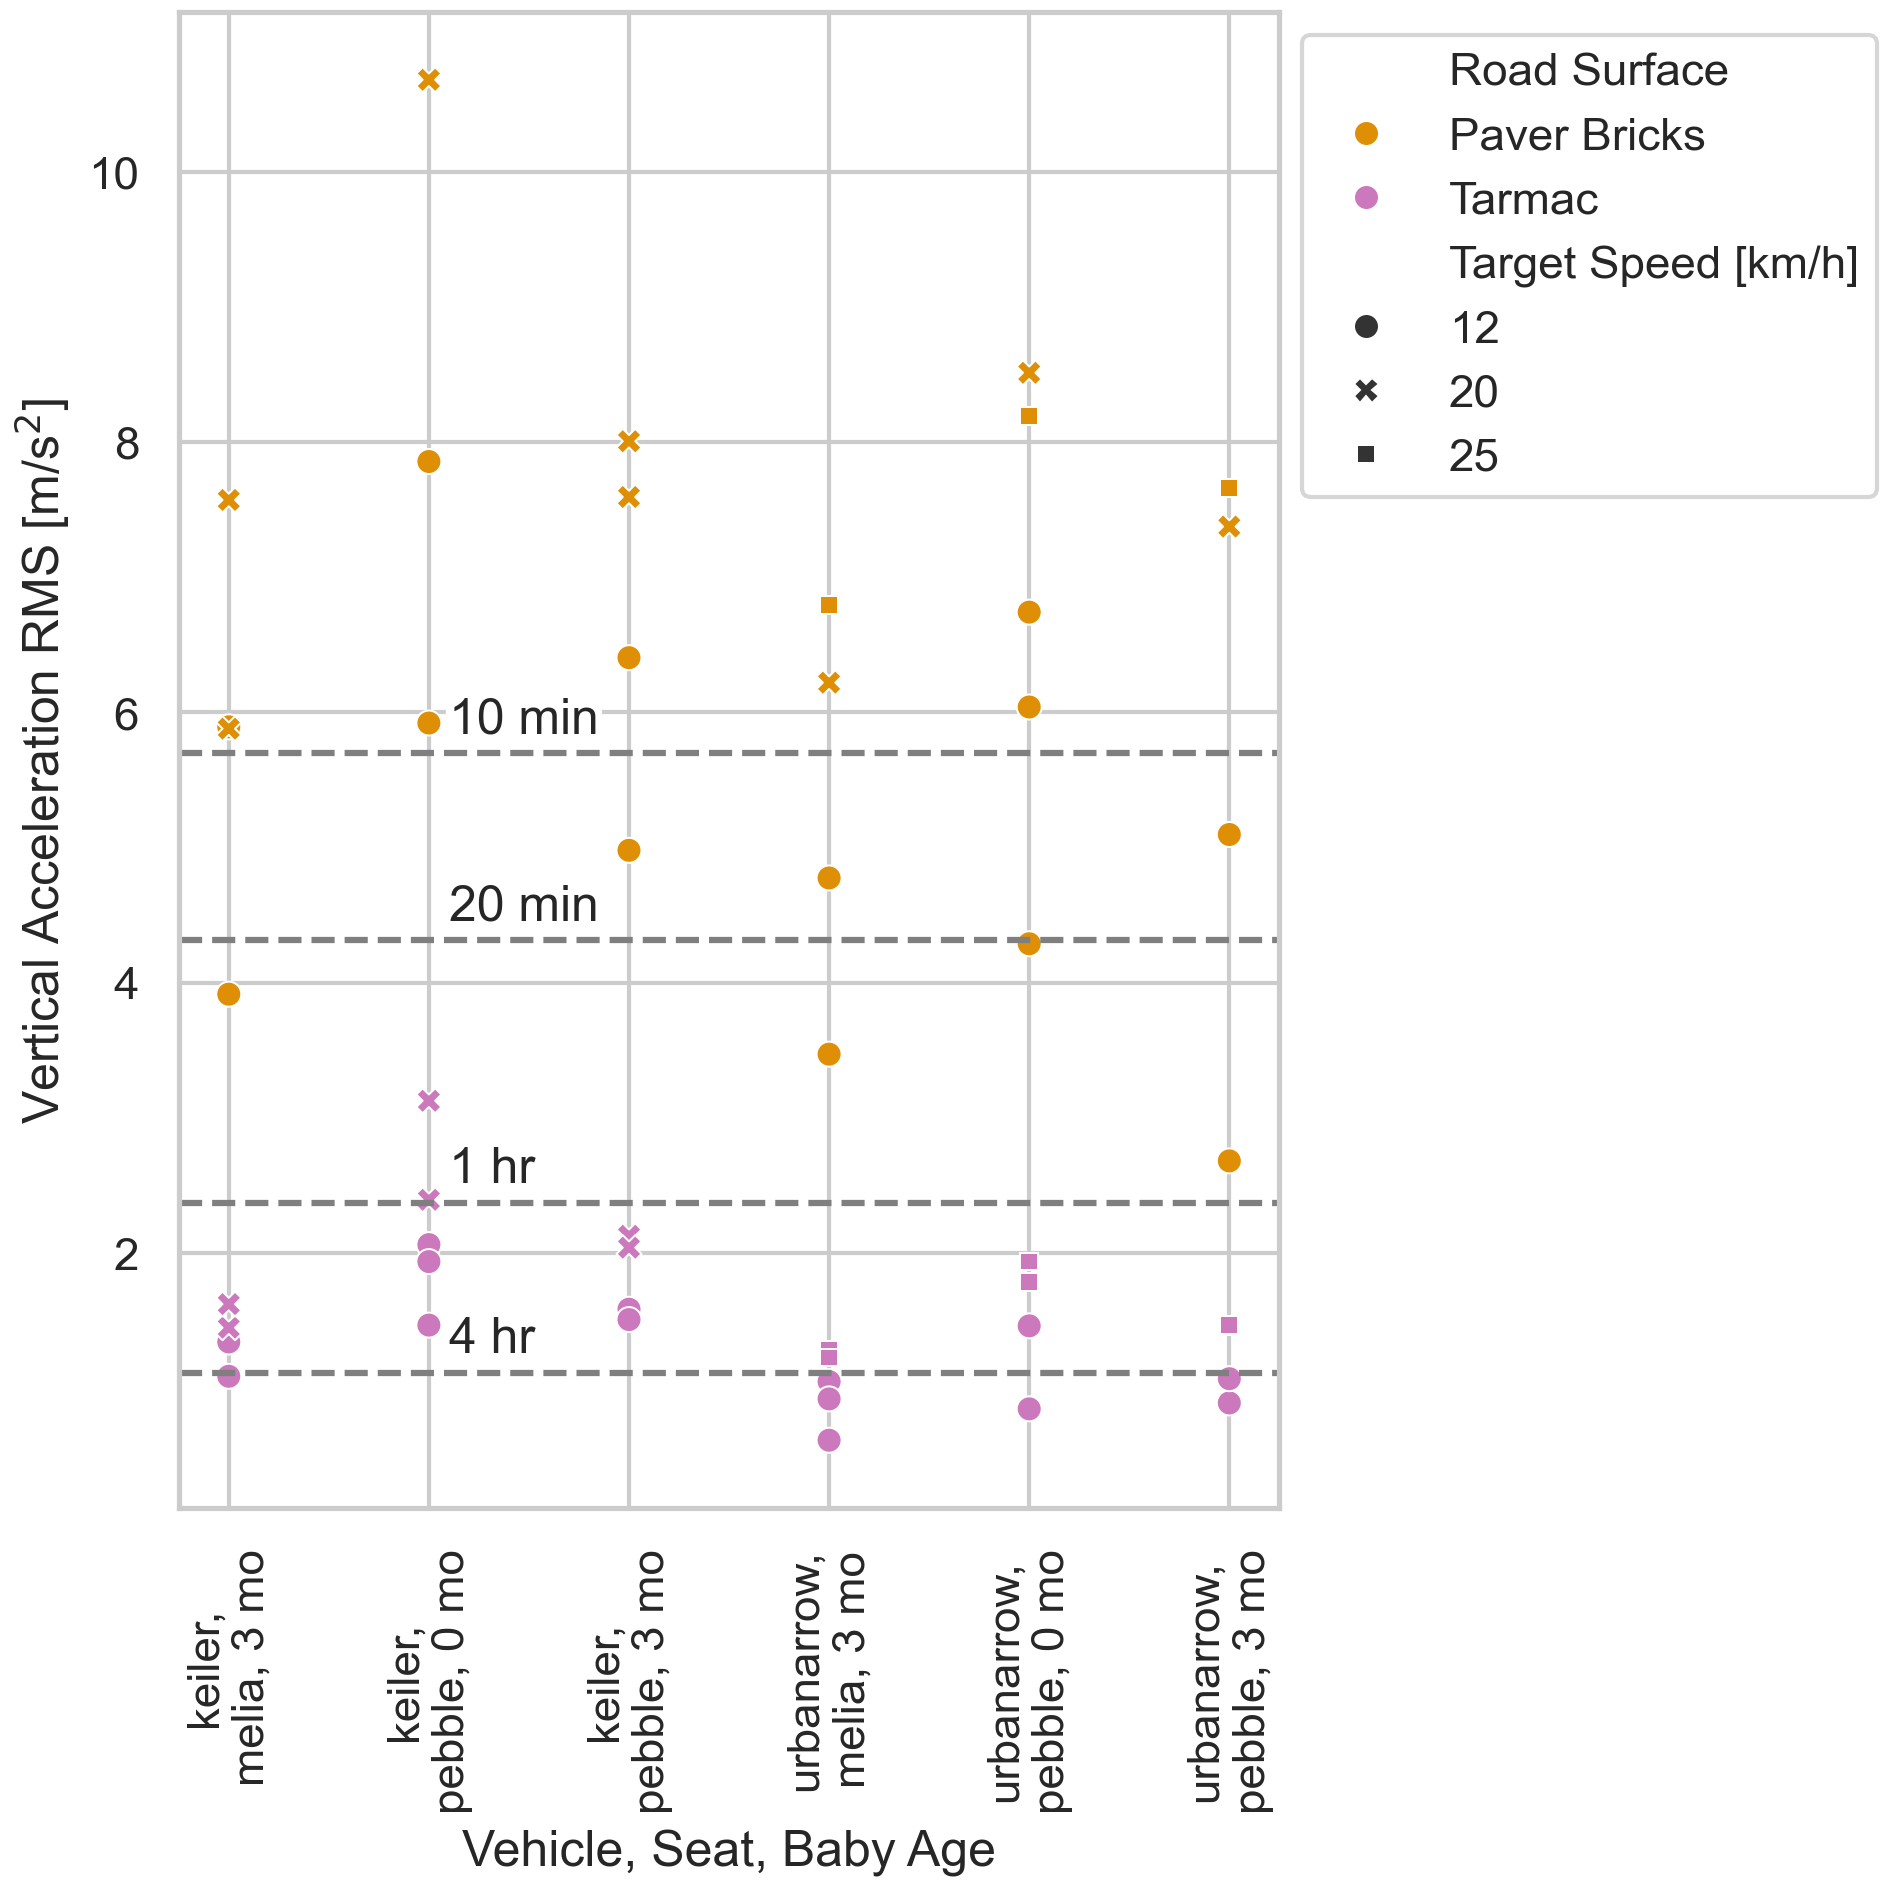 Vertical Acceleration RMS [m/s²]
10
8
6
4
2
10 min
20 min
1 hr
4 hr
Road Surface
Paver Bricks
Tarmac
Target Speed [km/h]
12
20
25
keiler,
melia, 3 mo
keiler,
pebble, 0 mo
keiler,
pebble, 3 mo
urbanarrow,
melia, 3 mo
urbanarrow,
pebble, 0 mo
urbanarrow,
pebble, 3 mo
Vehicle, Seat, Baby Age